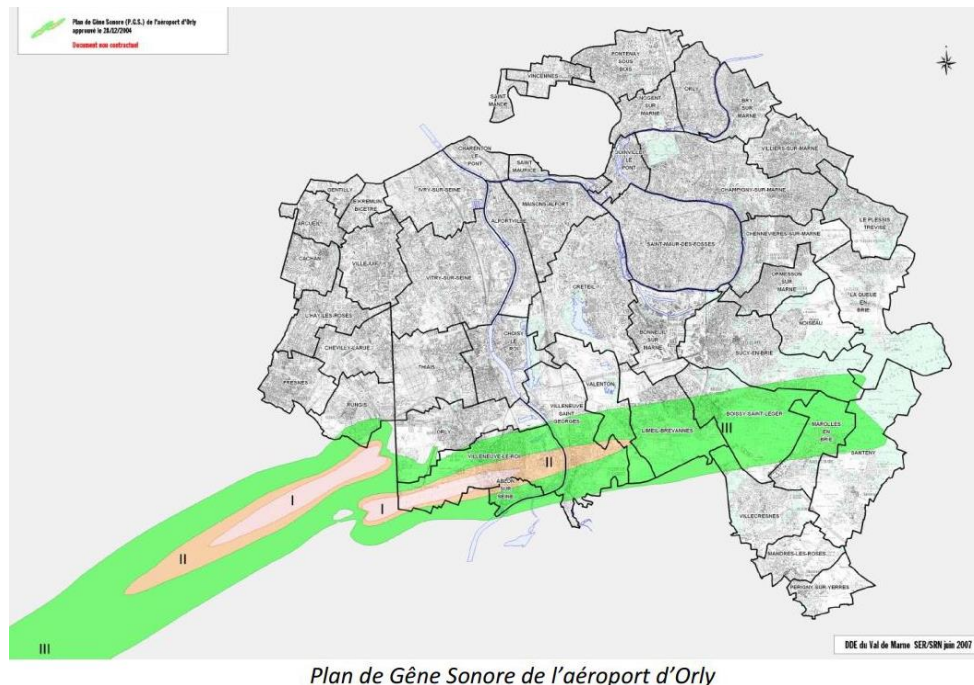 Plan de Gêne Sonore (P.G.S.) de l'aéroport d'Orly
approuvé le 28/12/2004
Document non contractuel
FONTENAY
SOUS
BOIS
VINCENNES
SAINT
MANDE
NOGENT
SUR
MARNE
ORLY
BRY
SUR
MARNE
VILLIERS-SUR-MARNE
CHARENTON
LE
PONT
SAINT
MAURICE
JOINVILLE
LE
PONT
CHAMPIGNY-SUR-MARNE
GENTILLY
KREMLIN
BICETRE
IVRY-SUR-SEINE
MAISONS-ALFORT
ALFORTVILLE
ARCUEIL
LE PLESSIS
TREVISE
CACHAN
VILLEJUIF
VITRY-SUR-SEINE
SAINT-MAUR-DES-FOSSES
CHENNEVIERES-SUR-MARNE
ORMESSON
SUR
MARNE
LA QUEUE
EN
BRIE
CRETEIL
L'HAY-LES-ROSES
CHEVILLY-LARUE
CHOISY
LE
ROI
BONNEUIL
SUR
MARNE
NOISEAU
SUCY-EN-BRIE
FRESNES
THIAIS
RUNGIS
VALENTON
VILLENEUVE
SAINT
GEORGES
ORLY
LIMEIL-BREVANNES
BOISSY-SAINT-LEGER
MAROLLES
EN
BRIE
SANTENY
VILLENEUVE-LE-ROI
ABLON
SUR
SEINE
VILLECRESNES
MANDRES-LES-ROSES
PERIGNY-SUR-YERRES
I
II
III
I
II
III
DDE du Val de Marne SER/SRN juin 2007
Plan de Gêne Sonore de l'aéroport d'Orly